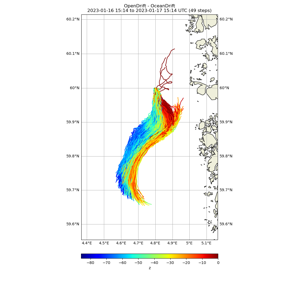 OpenDrift - OceanDrift
2023-01-16 15:14 to 2023-01-17 15:14 UTC (49 steps)
60.2°N 60.2°N
60.1°N 60.1°N
60°N 60°N
59.9°N 59.9°N
59.8°N 59.8°N
59.7°N 59.7°N
59.6°N 59.6°N
4.4°E 4.5°E 4.6°E 4.7°E 4.8°E 4.9°E 5°E 5.1°E
−80 −70 −60 −50 −40 −30 −20 −10 0
z